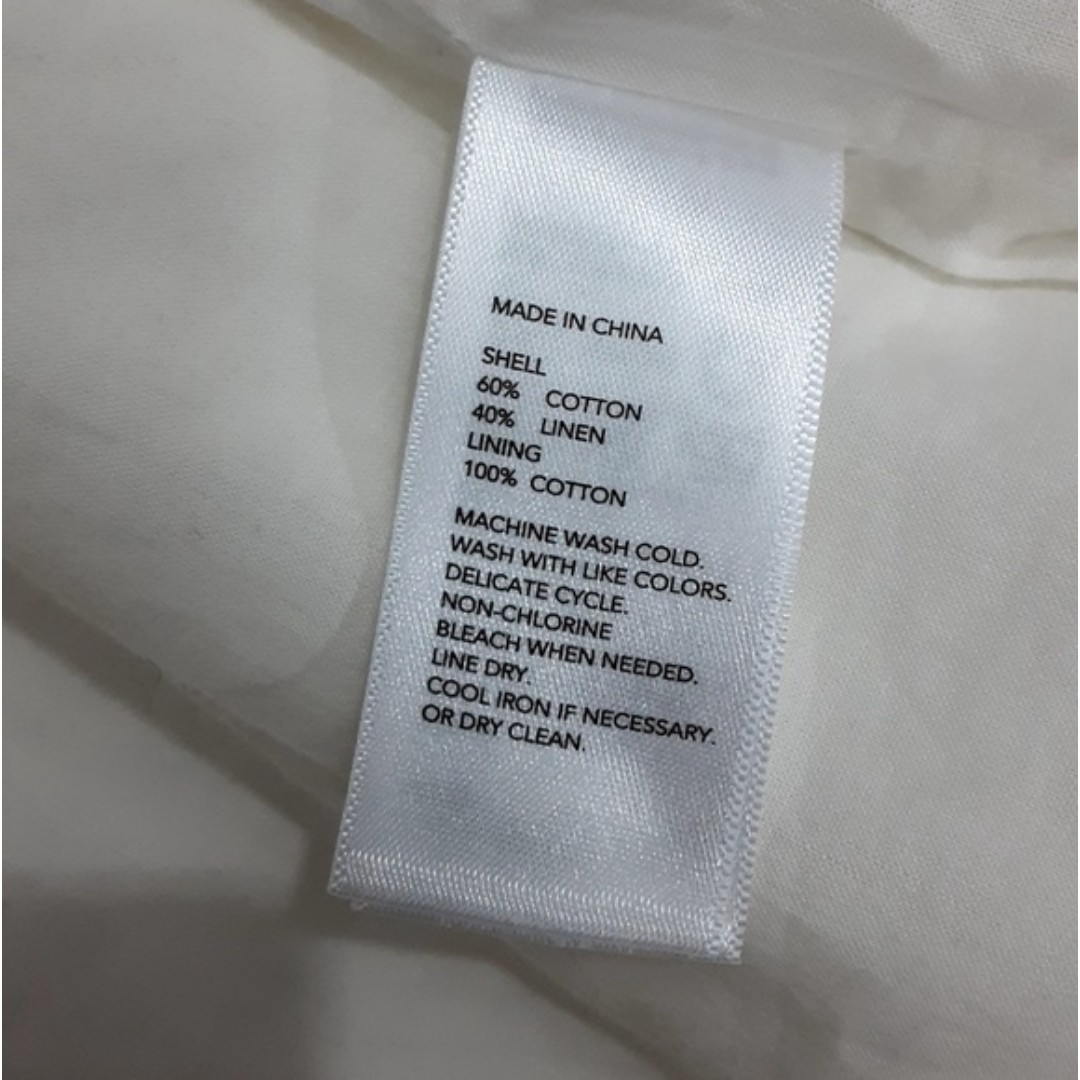 MADE IN CHINA
SHELL
60% COTTON
40% LINEN
LINING
100% COTTON
MACHINE WASH COLD.
WASH WITH LIKE COLORS.
DELICATE CYCLE.
NON-CHLORINE
BLEACH WHEN NEEDED.
LINE DRY.
COOL IRON IF NECESSARY.
OR DRY CLEAN.